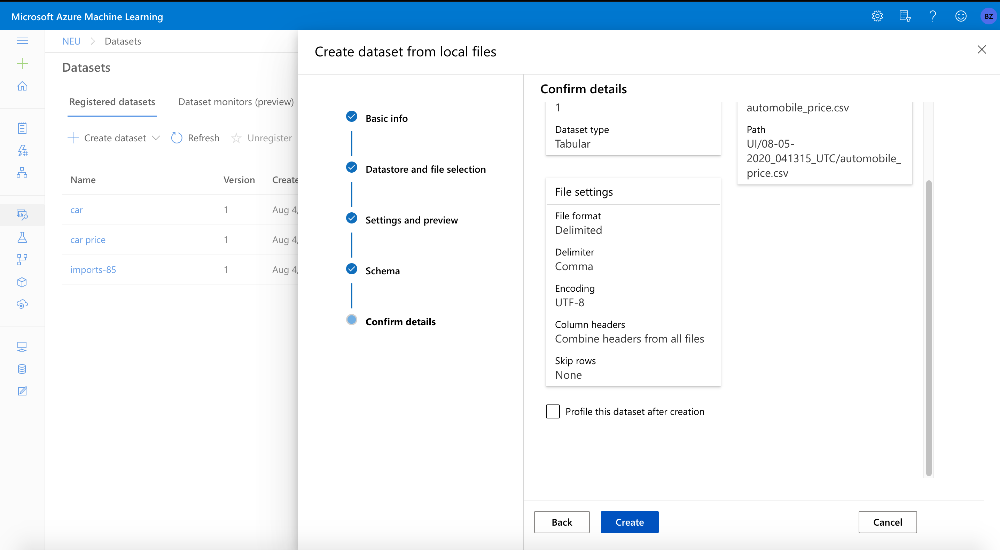 Microsoft Azure Machine Learning
BZ
NEU > Datasets
Datasets
Registered datasets
Dataset monitors (preview)
Create dataset
Refresh
Unregister
Name
Version
Create
car
1
Aug 4,
car price
1
Aug 4,
imports-85
1
Aug 4,
Create dataset from local files
Basic info
Datastore and file selection
Settings and preview
Schema
Confirm details
Confirm details
1
Dataset type
Tabular
automobile_price.csv
Path
UI/08-05-
2020_041315_UTC/automobile_
price.csv
File settings
File format
Delimited
Delimiter
Comma
Encoding
UTF-8
Column headers
Combine headers from all files
Skip rows
None
Profile this dataset after creation
Back
Create
Cancel